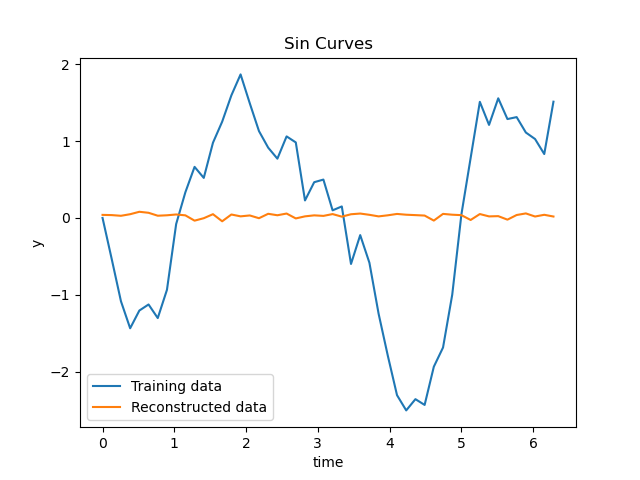 Sin Curves
y
2
1
0
−1
−2
Training data
Reconstructed data
0 1 2 3 4 5 6
time